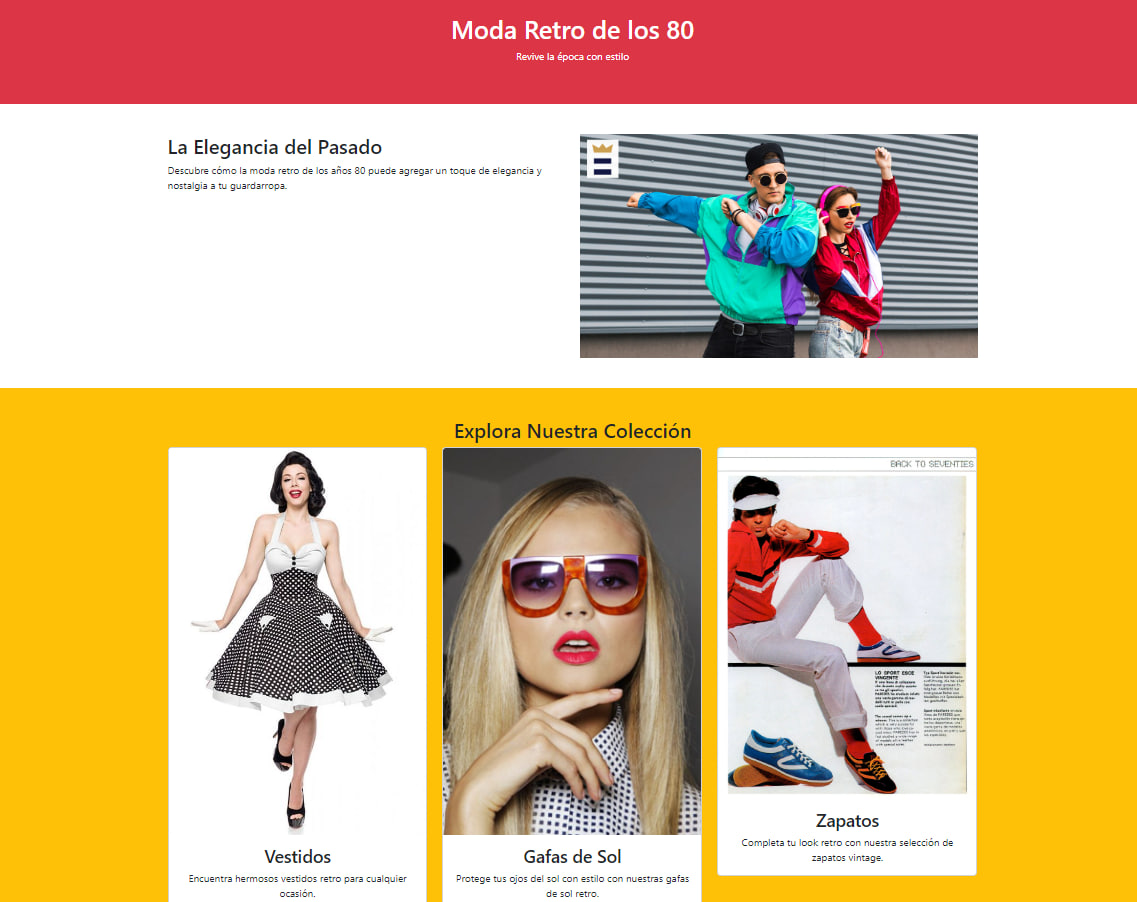 Moda Retro de los 80
Revive la época con estilo
La Elegancia del Pasado
Descubre cómo la moda retro de los años 80 puede agregar un toque de elegancia y
nostalgia a tu guardarropa.
Explora Nuestra Colección
BACK TO SEVENTIES
LO SPORT ESCE
VINCENTE
Vestidos
Encuentra hermosos vestidos retro para cualquier
ocasión.
Gafas de Sol
Protege tus ojos del sol con estilo con nuestras gafas
de sol retro.
Zapatos
Completa tu look retro con nuestra selección de
zapatos vintage.